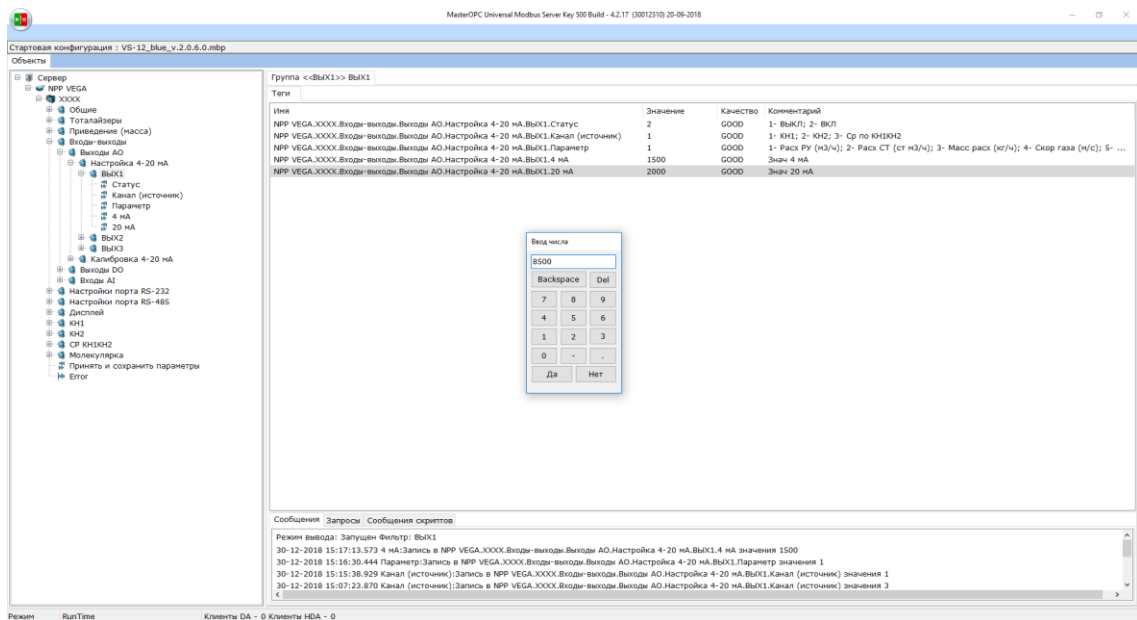 MasterOPC Universal Modbus Server Key 500 Build - 4.2.17 (30012310) 20-09-2018
Стартовая конфигурация : VS-12_blue_v.2.0.6.0.mbp
Объекты
Сервер
NPP VEGA
XXXX
Общие
Тоталайзеры
Приведение (масса)
Входы-выходы
Выходы АО
Настройка 4-20 мА
ВЫХ1
Статус
Канал (источник)
Параметр
4 мА
20 мА
ВЫХ2
ВЫХ3
Калибровка 4-20 мА
Выходы DO
Входы AI
Настройки порта RS-232
Настройки порта RS-485
Дисплей
КН1
КН2
СР КН1КН2
Молекулярка
Принять и сохранить параметры
Error
Группа <<ВЫХ1>> ВЫХ1
Теги
Имя Значение Качество Комментарий
NPP VEGA.XXXX.Входы-выходы.Выходы АО.Настройка 4-20 мА.ВЫХ1.Статус 2 GOOD 1- ВЫКЛ; 2- ВКЛ
NPP VEGA.XXXX.Входы-выходы.Выходы АО.Настройка 4-20 мА.ВЫХ1.Канал (источник) 1 GOOD 1- КН1; 2- КН2; 3- Ср по КН1КН2
NPP VEGA.XXXX.Входы-выходы.Выходы АО.Настройка 4-20 мА.ВЫХ1.Параметр 1 GOOD 1- Расх РУ (м3/ч); 2- Расх СТ (ст м3/ч); 3- Масс расх (кг/ч); 4- Скор газа (м/с); 5- ...
NPP VEGA.XXXX.Входы-выходы.Выходы АО.Настройка 4-20 мА.ВЫХ1.4 мА 1500 GOOD Знач 4 мА
NPP VEGA.XXXX.Входы-выходы.Выходы АО.Настройка 4-20 мА.ВЫХ1.20 мА 2000 GOOD Знач 20 мА
Ввод числа
8500
Backspace Del
7 8 9
4 5 6
1 2 3
0 - .
Да Нет
Сообщения Запросы Сообщения скриптов
Режим вывода: Запущен Фильтр: ВЫХ1
30-12-2018 15:17:13.573 4 мА:Запись в NPP VEGA.XXXX.Входы-выходы.Выходы АО.Настройка 4-20 мА.ВЫХ1.4 мА значения 1500
30-12-2018 15:16:30.444 Параметр:Запись в NPP VEGA.XXXX.Входы-выходы.Выходы АО.Настройка 4-20 мА.ВЫХ1.Параметр значения 1
30-12-2018 15:15:38.929 Канал (источник):Запись в NPP VEGA.XXXX.Входы-выходы.Выходы АО.Настройка 4-20 мА.ВЫХ1.Канал (источник) значения 1
30-12-2018 15:07:23.870 Канал (источник):Запись в NPP VEGA.XXXX.Входы-выходы.Выходы АО.Настройка 4-20 мА.ВЫХ1.Канал (источник) значения 3
Режим RunTime Клиенты DA - 0 Клиенты HDA - 0